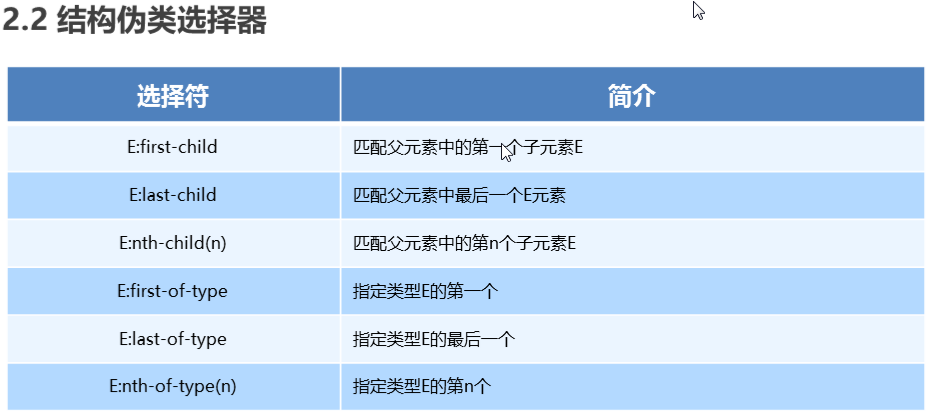 2.2 结构伪类选择器
选择符 简介
E:first-child 匹配父元素中的第一个子元素E
E:last-child 匹配父元素中最后一个E元素
E:nth-child(n) 匹配父元素中的第n个子元素E
E:first-of-type 指定类型E的第一个
E:last-of-type 指定类型E的最后一个
E:nth-of-type(n) 指定类型E的第n个